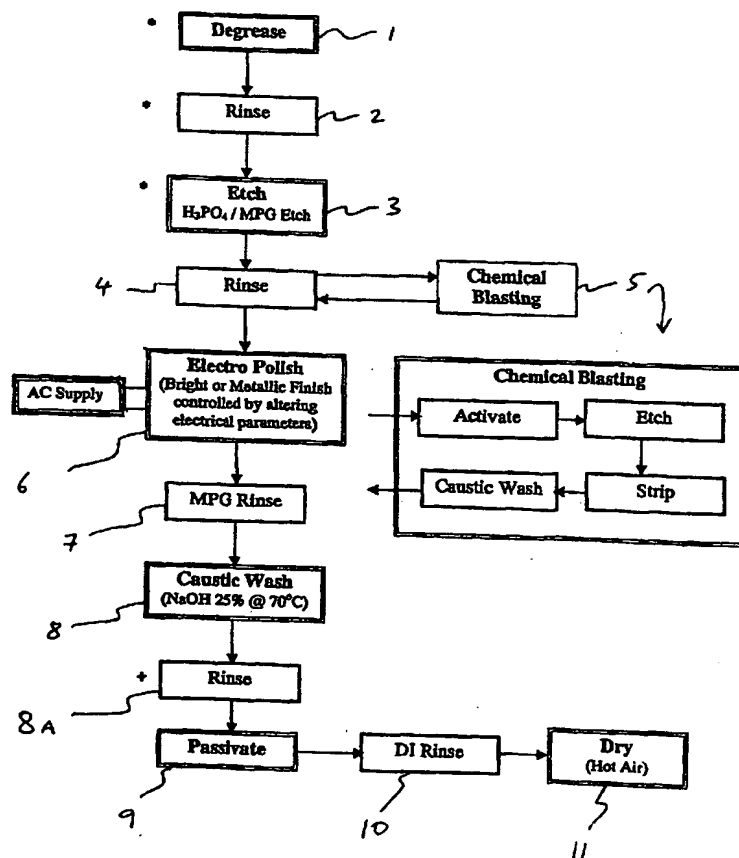 * Degrease 1
* Rinse 2
* Etch
H₃PO₄ / MPG Etch 3
4 Rinse
Chemical
Blasting
5
AC Supply
Electro Polish
(Bright or Metallic Finish
controlled by altering
electrical parameters)
6
Chemical Blasting
Activate Etch
Caustic Wash Strip
MPG Rinse
7
Caustic Wash
(NaOH 25% @ 70°C)
8
+ Rinse
8A
Passivate
9
DI Rinse
10
Dry
(Hot Air)
11